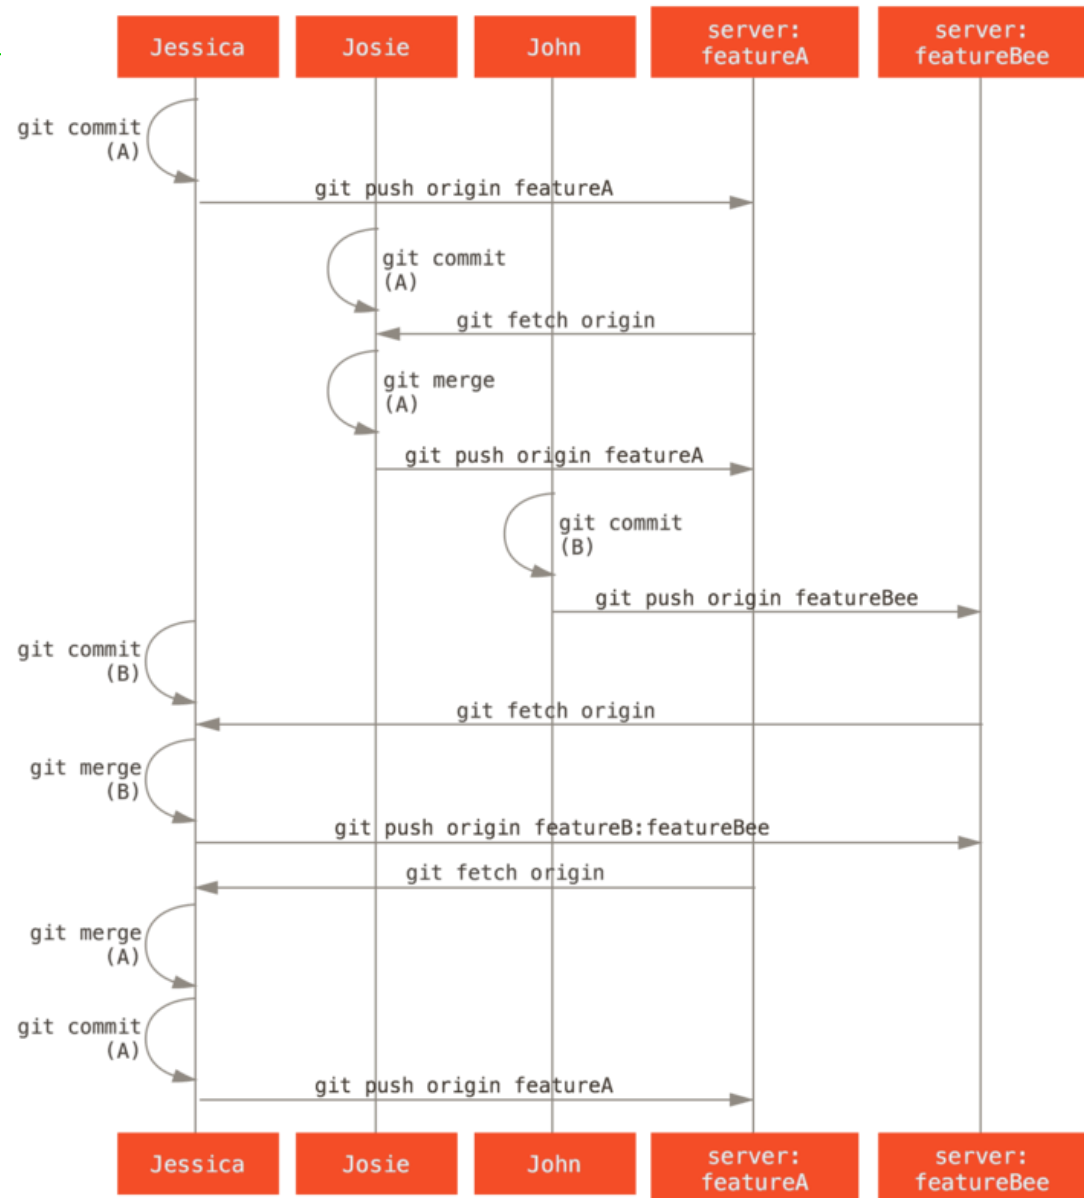 Jessica
Josie
John
server:
featureA
server:
featureBee
git commit
(A)
git push origin featureA
git commit
(A)
git fetch origin
git merge
(A)
git push origin featureA
git commit
(B)
git push origin featureBee
git commit
(B)
git fetch origin
git merge
(B)
git push origin featureB:featureBee
git fetch origin
git merge
(A)
git commit
(A)
git push origin featureA
Jessica
Josie
John
server:
featureA
server:
featureBee